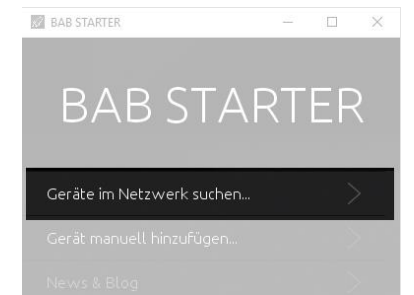 BAB STARTER
BAB STARTER
Geräte im Netzwerk suchen...
Gerät manuell hinzufügen...
News & Blog